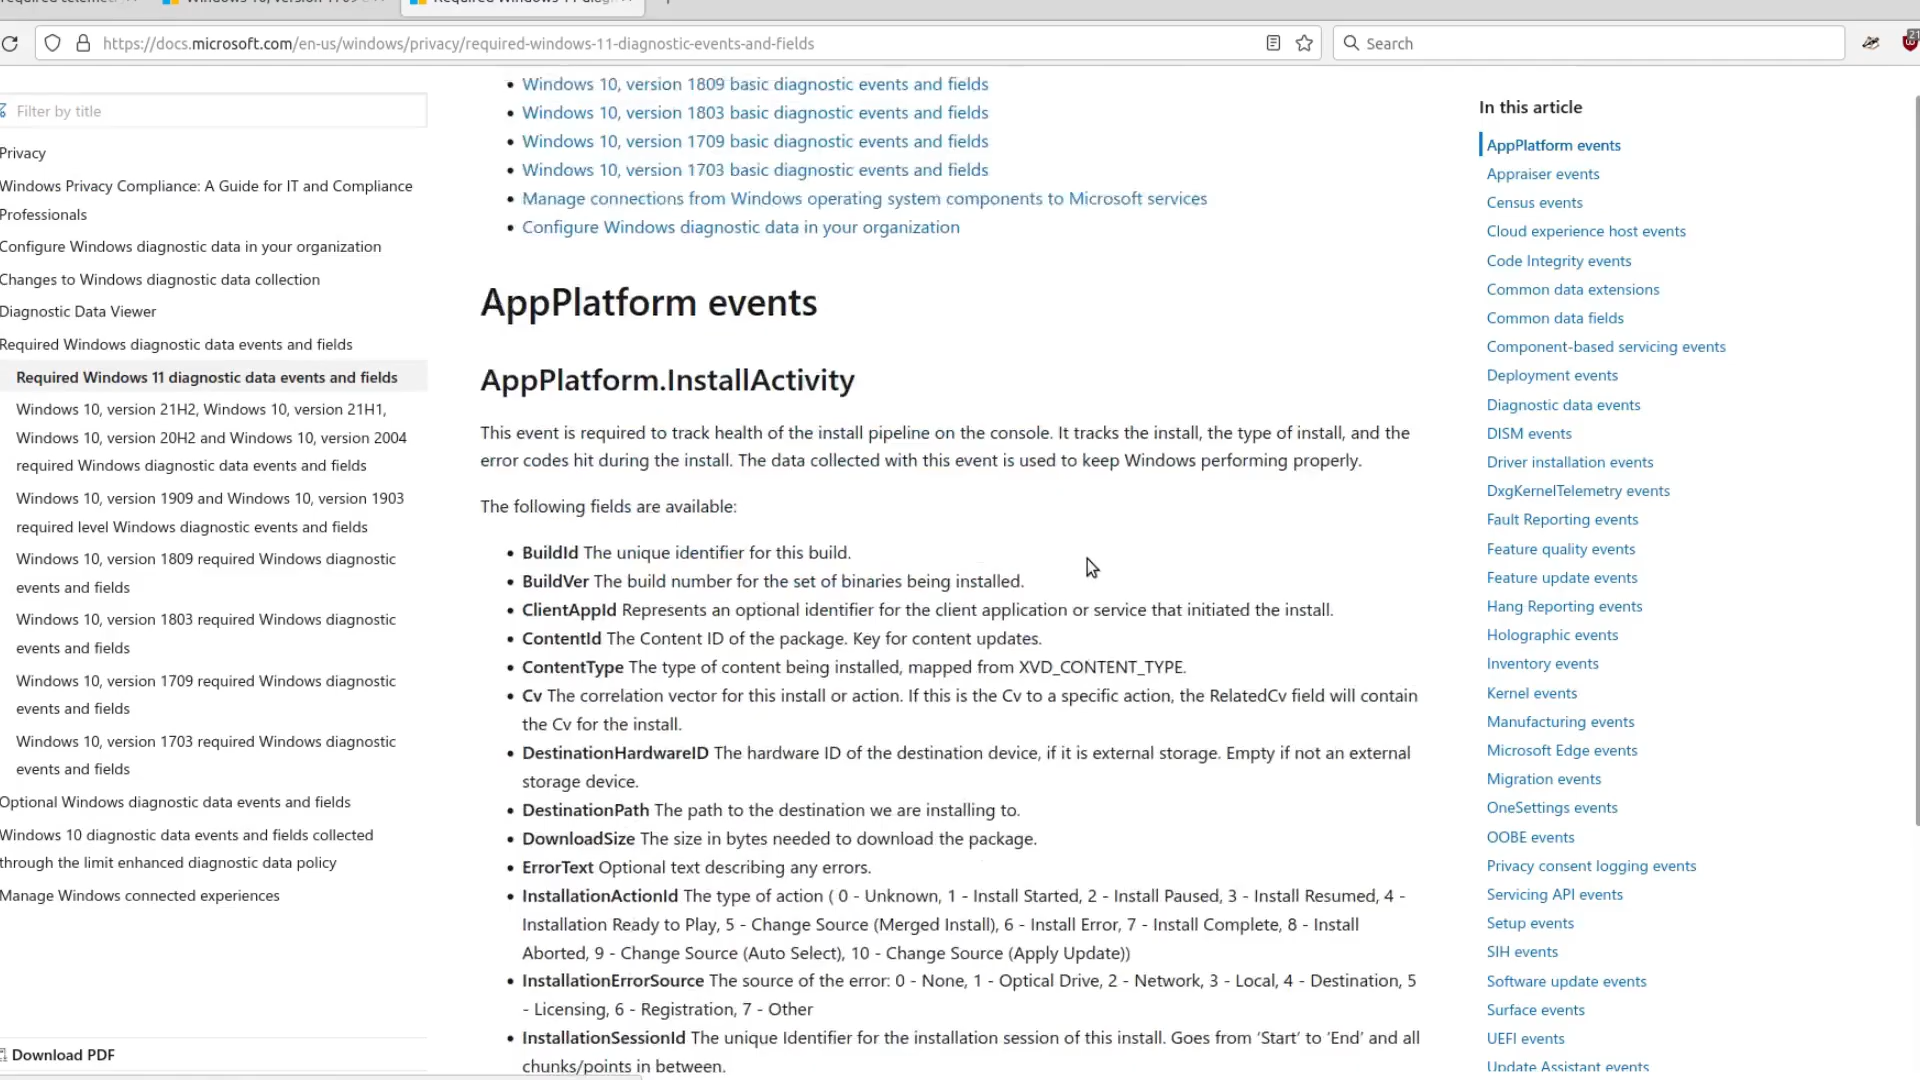 https://docs.microsoft.com/en-us/windows/privacy/required-windows-11-diagnostic-events-and-fields
Search
21
Filter by title
Privacy
Windows Privacy Compliance: A Guide for IT and Compliance
Professionals
Configure Windows diagnostic data in your organization
Changes to Windows diagnostic data collection
Diagnostic Data Viewer
Required Windows diagnostic data events and fields
Required Windows 11 diagnostic data events and fields
Windows 10, version 21H2, Windows 10, version 21H1,
Windows 10, version 20H2 and Windows 10, version 2004
required Windows diagnostic data events and fields
Windows 10, version 1909 and Windows 10, version 1903
required level Windows diagnostic events and fields
Windows 10, version 1809 required Windows diagnostic
events and fields
Windows 10, version 1803 required Windows diagnostic
events and fields
Windows 10, version 1709 required Windows diagnostic
events and fields
Windows 10, version 1703 required Windows diagnostic
events and fields
Optional Windows diagnostic data events and fields
Windows 10 diagnostic data events and fields collected
through the limit enhanced diagnostic data policy
Manage Windows connected experiences
Download PDF
• Windows 10, version 1809 basic diagnostic events and fields
• Windows 10, version 1803 basic diagnostic events and fields
• Windows 10, version 1709 basic diagnostic events and fields
• Windows 10, version 1703 basic diagnostic events and fields
• Manage connections from Windows operating system components to Microsoft services
• Configure Windows diagnostic data in your organization
AppPlatform events
AppPlatform.InstallActivity
This event is required to track health of the install pipeline on the console. It tracks the install, the type of install, and the
error codes hit during the install. The data collected with this event is used to keep Windows performing properly.
The following fields are available:
• BuildId The unique identifier for this build.
• BuildVer The build number for the set of binaries being installed.
• ClientAppId Represents an optional identifier for the client application or service that initiated the install.
• ContentId The Content ID of the package. Key for content updates.
• ContentType The type of content being installed, mapped from XVD_CONTENT_TYPE.
• Cv The correlation vector for this install or action. If this is the Cv to a specific action, the RelatedCv field will contain
the Cv for the install.
• DestinationHardwareID The hardware ID of the destination device, if it is external storage. Empty if not an external
storage device.
• DestinationPath The path to the destination we are installing to.
• DownloadSize The size in bytes needed to download the package.
• ErrorText Optional text describing any errors.
• InstallationActionId The type of action ( 0 - Unknown, 1 - Install Started, 2 - Install Paused, 3 - Install Resumed, 4 -
Installation Ready to Play, 5 - Change Source (Merged Install), 6 - Install Error, 7 - Install Complete, 8 - Install
Aborted, 9 - Change Source (Auto Select), 10 - Change Source (Apply Update))
• InstallationErrorSource The source of the error: 0 - None, 1 - Optical Drive, 2 - Network, 3 - Local, 4 - Destination, 5
- Licensing, 6 - Registration, 7 - Other
• InstallationSessionId The unique Identifier for the installation session of this install. Goes from ‘Start’ to ‘End’ and all
chunks/points in between.
In this article
AppPlatform events
Appraiser events
Census events
Cloud experience host events
Code Integrity events
Common data extensions
Common data fields
Component-based servicing events
Deployment events
Diagnostic data events
DISM events
Driver installation events
DxgKernelTelemetry events
Fault Reporting events
Feature quality events
Feature update events
Hang Reporting events
Holographic events
Inventory events
Kernel events
Manufacturing events
Microsoft Edge events
Migration events
OneSettings events
OOBE events
Privacy consent logging events
Servicing API events
Setup events
SIH events
Software update events
Surface events
UEFI events
Update Assistant events